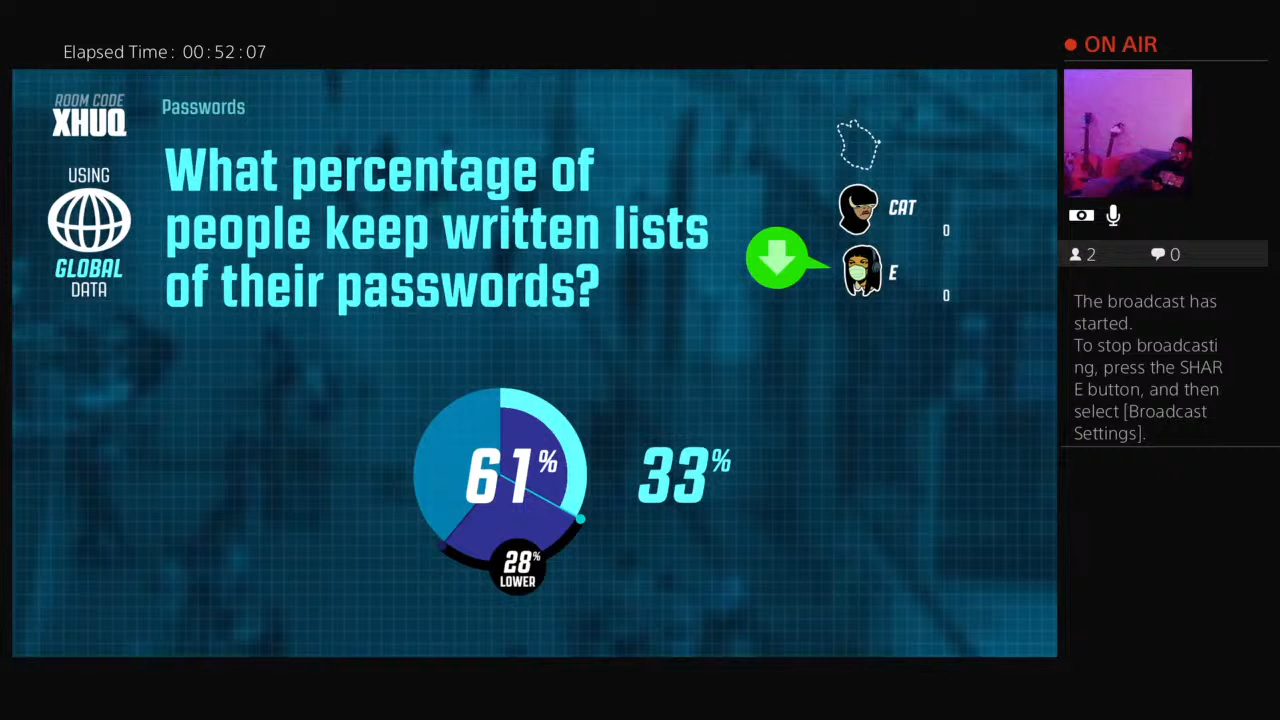 Elapsed Time: 00:52:07
ON AIR
ROOM CODE
XHUQ
Passwords
USING
GLOBAL
DATA
What percentage of
people keep written lists
of their passwords?
CAT
0
E
0
61%
33%
28%
LOWER
2
0
The broadcast has
started.
To stop broadcasti
ng, press the SHAR
E button, and then
select [Broadcast
Settings].